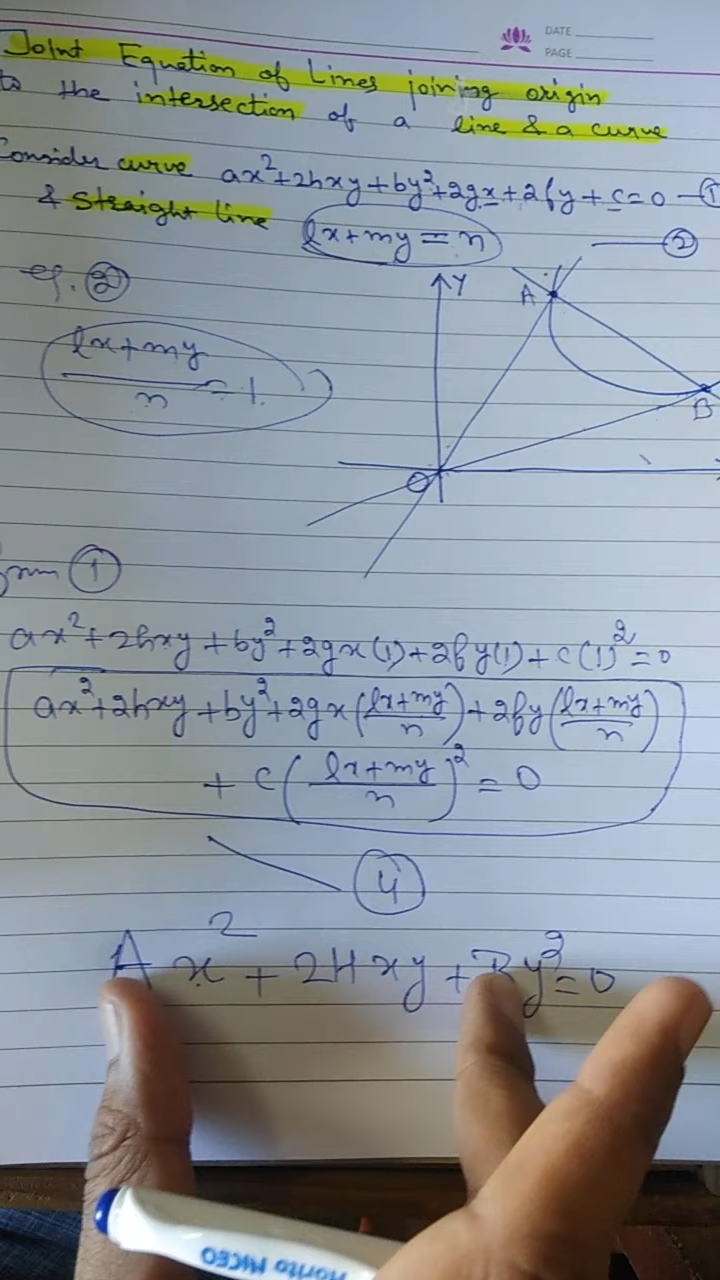 DATE
PAGE
Joint Equation of Lines joining origin
to the intersection of a line & a curve
Consider curve ax²+2hxy+by²+2gx+2fy+c=0 —①
& straight line lx+my=n —②
eq. ②
(lx+my)/n = 1.
Y
A
B
O
from ①
ax²+2hxy+by²+2gx(1)+2fy(1)+c(1)²=0
ax²+2hxy+by²+2gx((lx+my)/n)+2fy((lx+my)/n)
+ c((lx+my)/n)² = 0
④
Ax²+2Hxy+By²=0